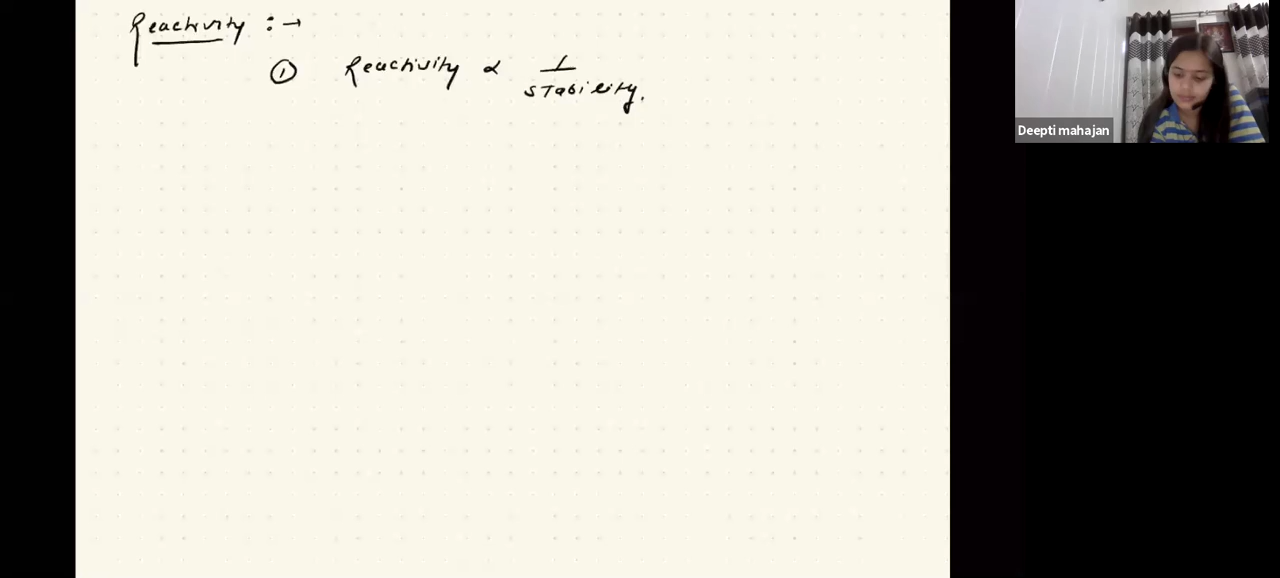 Reactivity :→
① Reactivity ∝ 1/stability.
Deepti mahajan